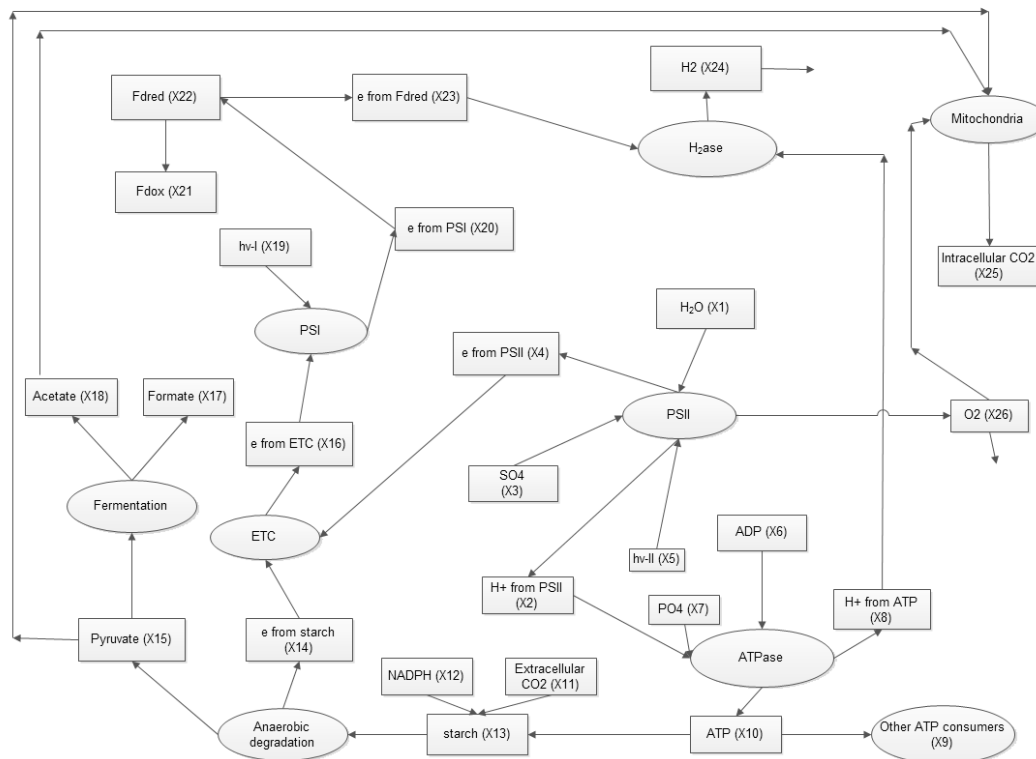 H2 (X24)
Fdred (X22)
e from Fdred (X23)
Mitochondria
H₂ase
Fdox (X21
e from PSI (X20)
hv-I (X19)
Intracellular CO2
(X25)
H₂O (X1)
PSI
e from PSII (X4)
Acetate (X18)
Formate (X17)
PSII
O2 (X26)
e from ETC (X16)
SO4
(X3)
Fermentation
ETC
ADP (X6)
hv-II (X5)
H+ from PSII
(X2)
PO4 (X7)
H+ from ATP
(X8)
Pyruvate (X15)
e from starch
(X14)
ATPase
NADPH (X12)
Extracellular
CO2 (X11)
Anaerobic
degradation
starch (X13)
ATP (X10)
Other ATP consumers
(X9)